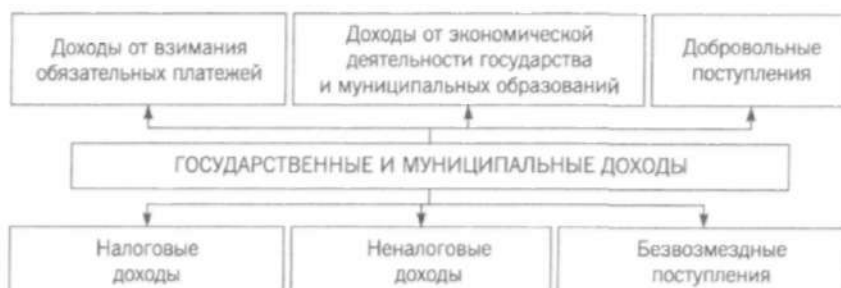 Доходы от взимания
обязательных платежей
Доходы от экономической
деятельности государства
и муниципальных образований
Добровольные
поступления
ГОСУДАРСТВЕННЫЕ И МУНИЦИПАЛЬНЫЕ ДОХОДЫ
Налоговые
доходы
Неналоговые
доходы
Безвозмездные
поступления